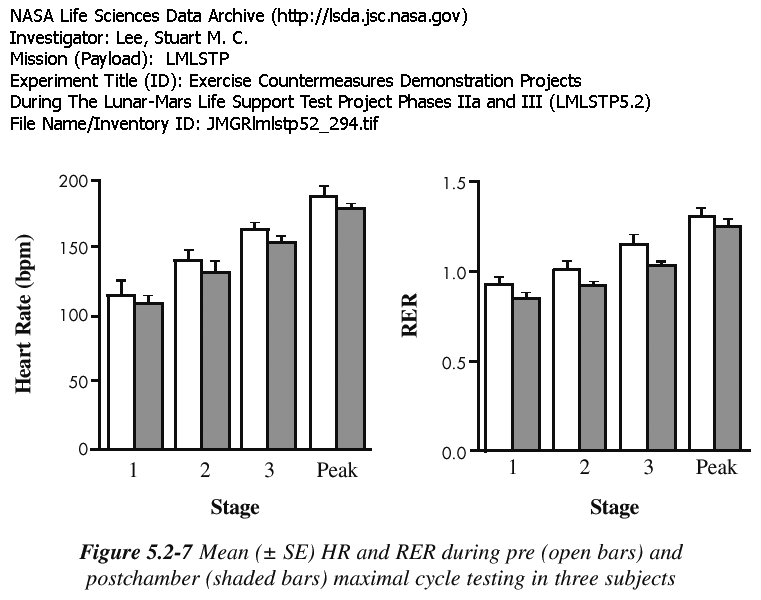 NASA Life Sciences Data Archive (http://lsda.jsc.nasa.gov)
Investigator: Lee, Stuart M. C.
Mission (Payload):  LMLSTP
Experiment Title (ID): Exercise Countermeasures Demonstration Projects
During The Lunar-Mars Life Support Test Project Phases IIa and III (LMLSTP5.2)
File Name/Inventory ID: JMGRlmlstp52_294.tif
Heart Rate (bpm)
200
150
100
50
0
1 2 3 Peak
Stage
RER
1.5
1.0
0.5
0.0
1 2 3 Peak
Stage
Figure 5.2-7 Mean (± SE) HR and RER during pre (open bars) and
postchamber (shaded bars) maximal cycle testing in three subjects